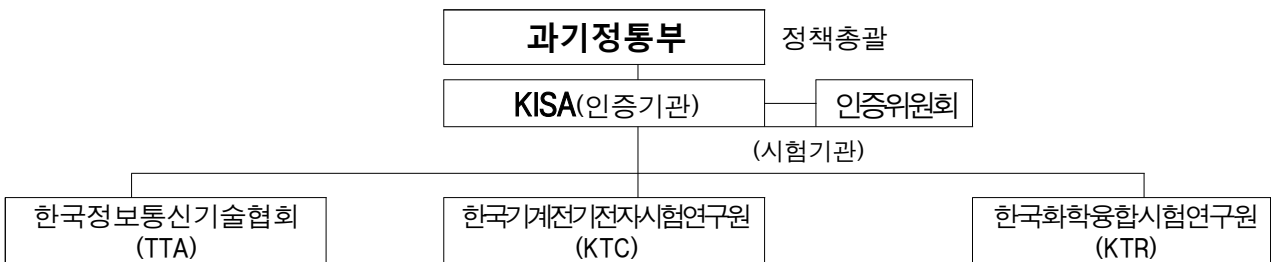 과기정통부 정책총괄
KISA(인증기관) 인증위원회
(시험기관)
한국정보통신기술협회 한국기계전기전자시험연구원 한국화학융합시험연구원
(TTA) (KTC) (KTR)